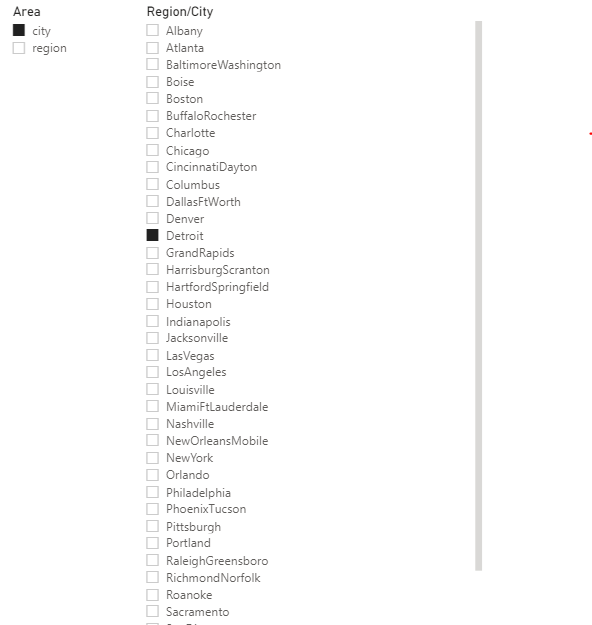 Area
city
region
Region/City
Albany
Atlanta
BaltimoreWashington
Boise
Boston
BuffaloRochester
Charlotte
Chicago
CincinnatiDayton
Columbus
DallasFtWorth
Denver
Detroit
GrandRapids
HarrisburgScranton
HartfordSpringfield
Houston
Indianapolis
Jacksonville
LasVegas
LosAngeles
Louisville
MiamiFtLauderdale
Nashville
NewOrleansMobile
NewYork
Orlando
Philadelphia
PhoenixTucson
Pittsburgh
Portland
RaleighGreensboro
RichmondNorfolk
Roanoke
Sacramento